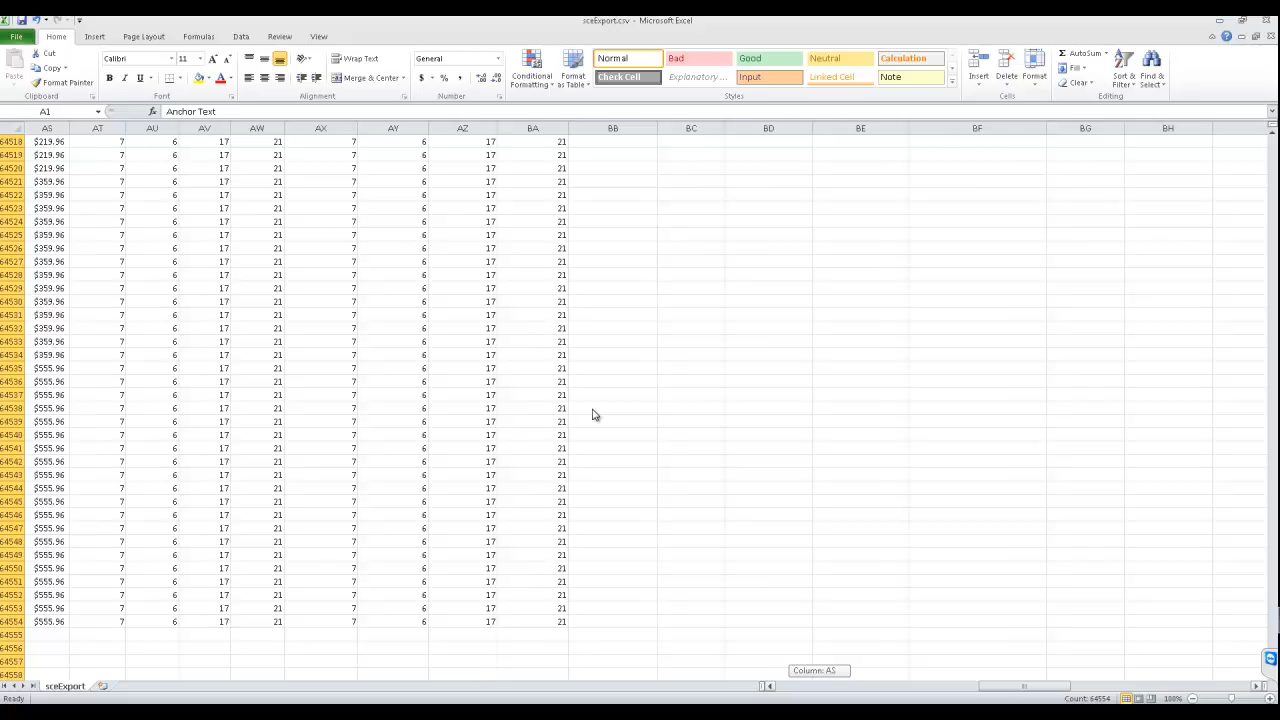 sceExport.csv - Microsoft Excel
File Home Insert Page Layout Formulas Data Review View
Paste Cut Copy Format Painter Clipboard
Calibri 11 A A B I U A Font
Wrap Text Merge & Center Alignment
General $ % , Number
Conditional Formatting Format as Table
Normal Bad Good Neutral Calculation
Check Cell Explanatory ... Input Linked Cell Note
Styles
Insert Delete Format Cells
Σ AutoSum Fill Clear Sort & Filter Find & Select Editing
A1 fx Anchor Text
AS AT AU AV AW AX AY AZ BA BB BC BD BE BF BG BH
64518 $219.96 7 6 17 21 7 6 17 21
64519 $219.96 7 6 17 21 7 6 17 21
64520 $219.96 7 6 17 21 7 6 17 21
64521 $359.96 7 6 17 21 7 6 17 21
64522 $359.96 7 6 17 21 7 6 17 21
64523 $359.96 7 6 17 21 7 6 17 21
64524 $359.96 7 6 17 21 7 6 17 21
64525 $359.96 7 6 17 21 7 6 17 21
64526 $359.96 7 6 17 21 7 6 17 21
64527 $359.96 7 6 17 21 7 6 17 21
64528 $359.96 7 6 17 21 7 6 17 21
64529 $359.96 7 6 17 21 7 6 17 21
64530 $359.96 7 6 17 21 7 6 17 21
64531 $359.96 7 6 17 21 7 6 17 21
64532 $359.96 7 6 17 21 7 6 17 21
64533 $359.96 7 6 17 21 7 6 17 21
64534 $359.96 7 6 17 21 7 6 17 21
64535 $555.96 7 6 17 21 7 6 17 21
64536 $555.96 7 6 17 21 7 6 17 21
64537 $555.96 7 6 17 21 7 6 17 21
64538 $555.96 7 6 17 21 7 6 17 21
64539 $555.96 7 6 17 21 7 6 17 21
64540 $555.96 7 6 17 21 7 6 17 21
64541 $555.96 7 6 17 21 7 6 17 21
64542 $555.96 7 6 17 21 7 6 17 21
64543 $555.96 7 6 17 21 7 6 17 21
64544 $555.96 7 6 17 21 7 6 17 21
64545 $555.96 7 6 17 21 7 6 17 21
64546 $555.96 7 6 17 21 7 6 17 21
64547 $555.96 7 6 17 21 7 6 17 21
64548 $555.96 7 6 17 21 7 6 17 21
64549 $555.96 7 6 17 21 7 6 17 21
64550 $555.96 7 6 17 21 7 6 17 21
64551 $555.96 7 6 17 21 7 6 17 21
64552 $555.96 7 6 17 21 7 6 17 21
64553 $555.96 7 6 17 21 7 6 17 21
64554 $555.96 7 6 17 21 7 6 17 21
64555
64556
64557
64558
Column: AS
sceExport
Ready Count: 64554 100%